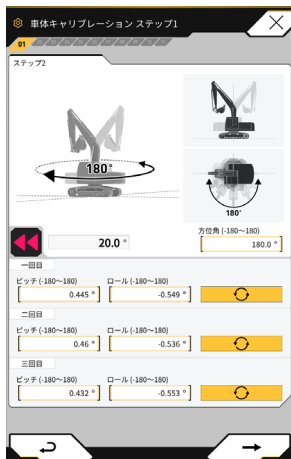 車体キャリブレーション ステップ1
01
ステップ2
180°
180°
方位角 (-180~180)
20.0 °
180.0 °
一回目
ピッチ (-180~180) ロール (-180~180)
0.445 ° -0.549 °
二回目
ピッチ (-180~180) ロール (-180~180)
0.46 ° -0.536 °
三回目
ピッチ (-180~180) ロール (-180~180)
0.432 ° -0.553 °